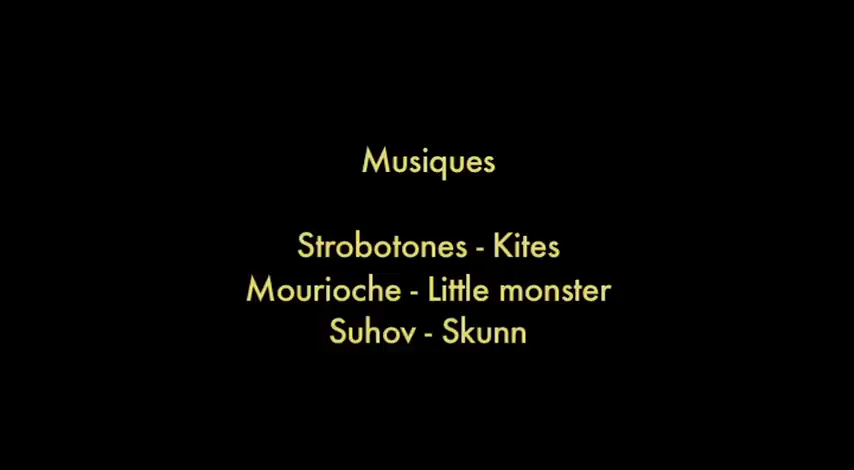 Musiques
Strobotones - Kites
Mourioche - Little monster
Suhov - Skunn